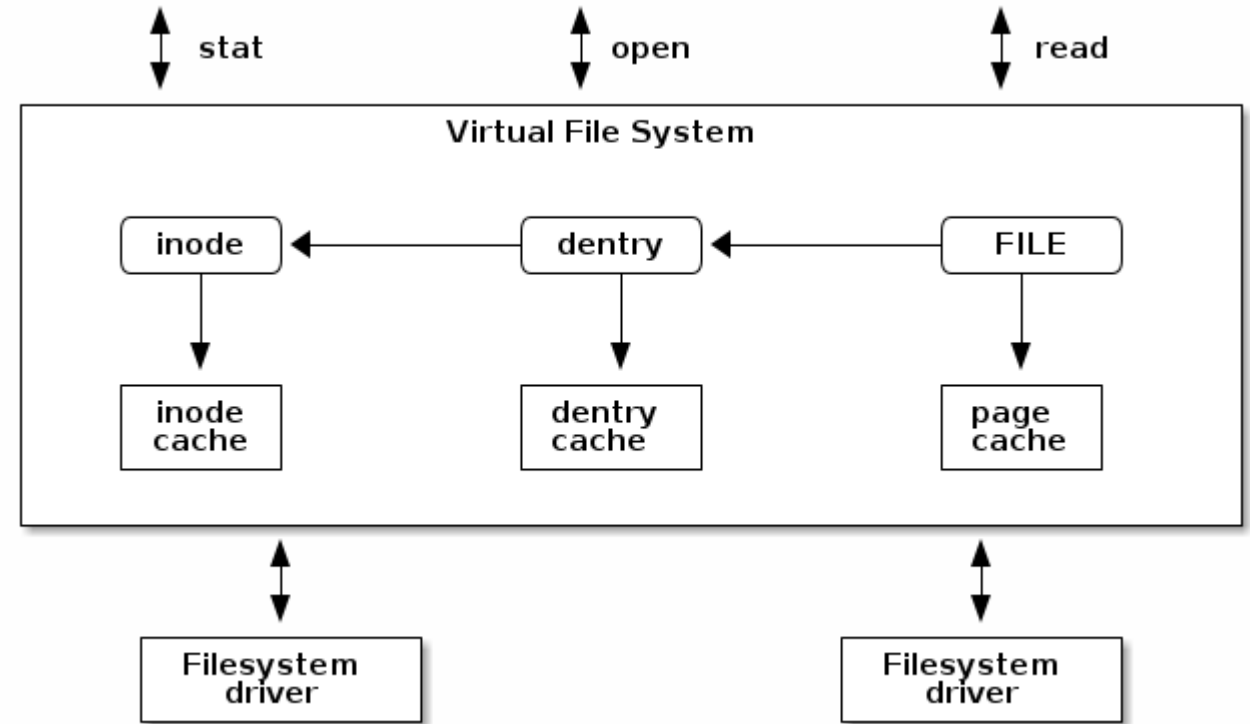 stat
open
read
Virtual File System
inode
dentry
FILE
inode
cache
dentry
cache
page
cache
Filesystem
driver
Filesystem
driver